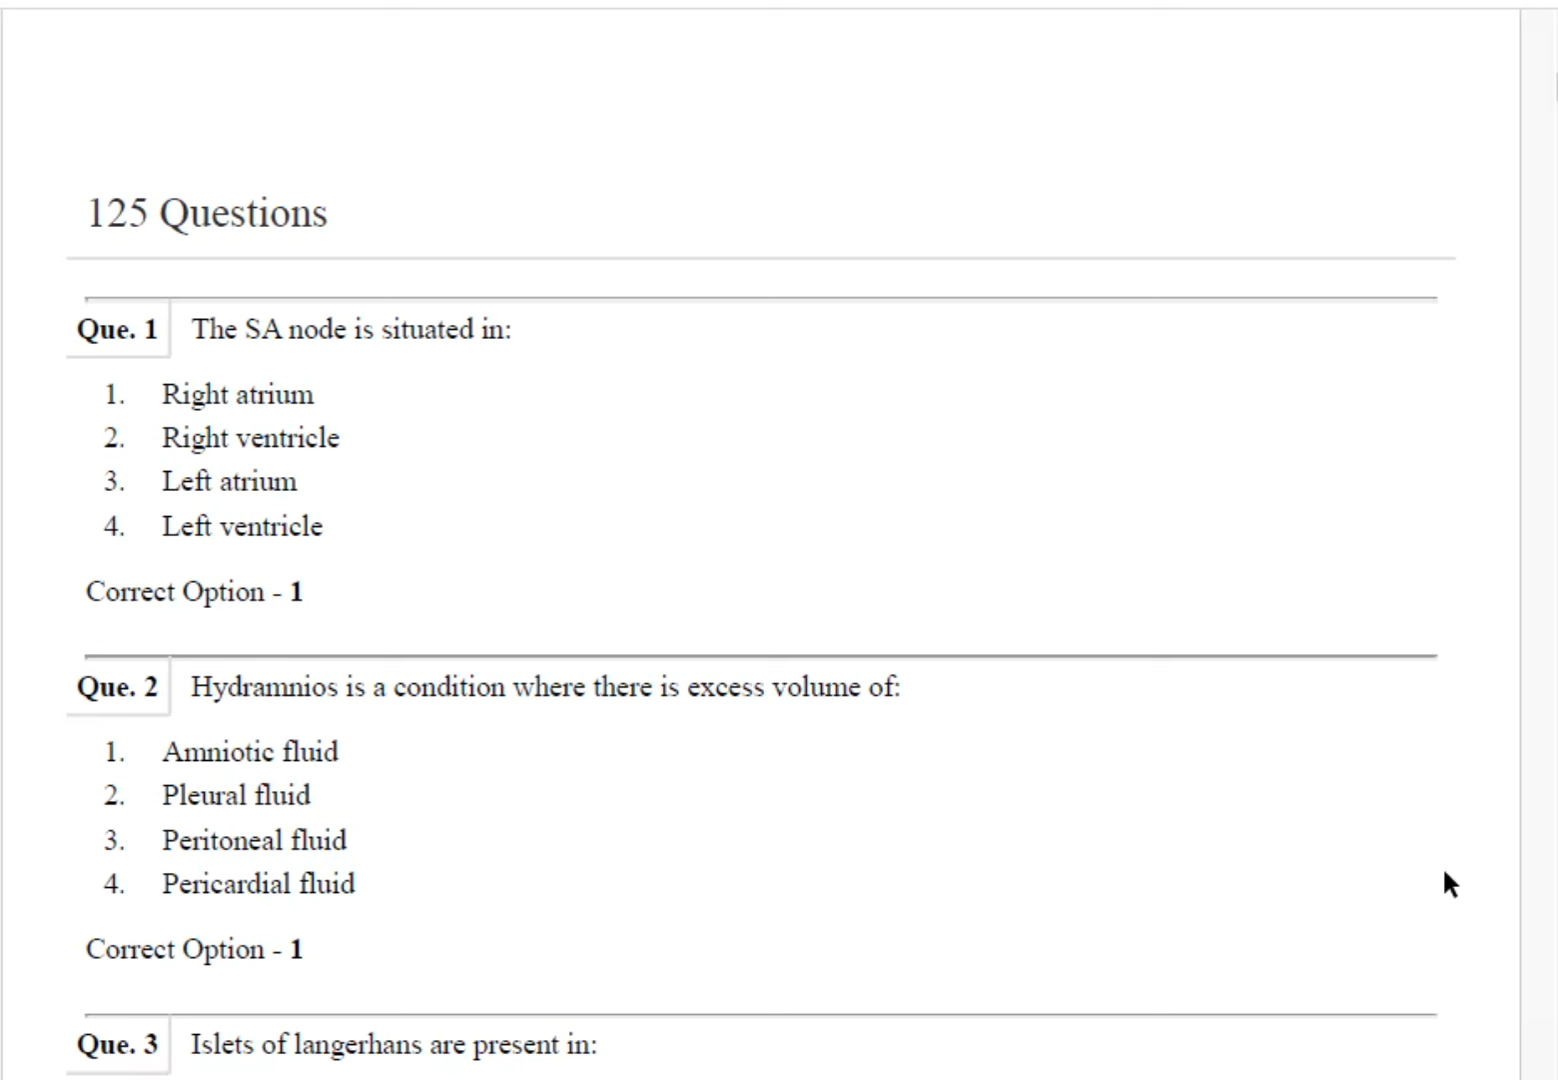 125 Questions
Que. 1 The SA node is situated in:
1. Right atrium
2. Right ventricle
3. Left atrium
4. Left ventricle
Correct Option - 1
Que. 2 Hydramnios is a condition where there is excess volume of:
1. Amniotic fluid
2. Pleural fluid
3. Peritoneal fluid
4. Pericardial fluid
Correct Option - 1
Que. 3 Islets of langerhans are present in: